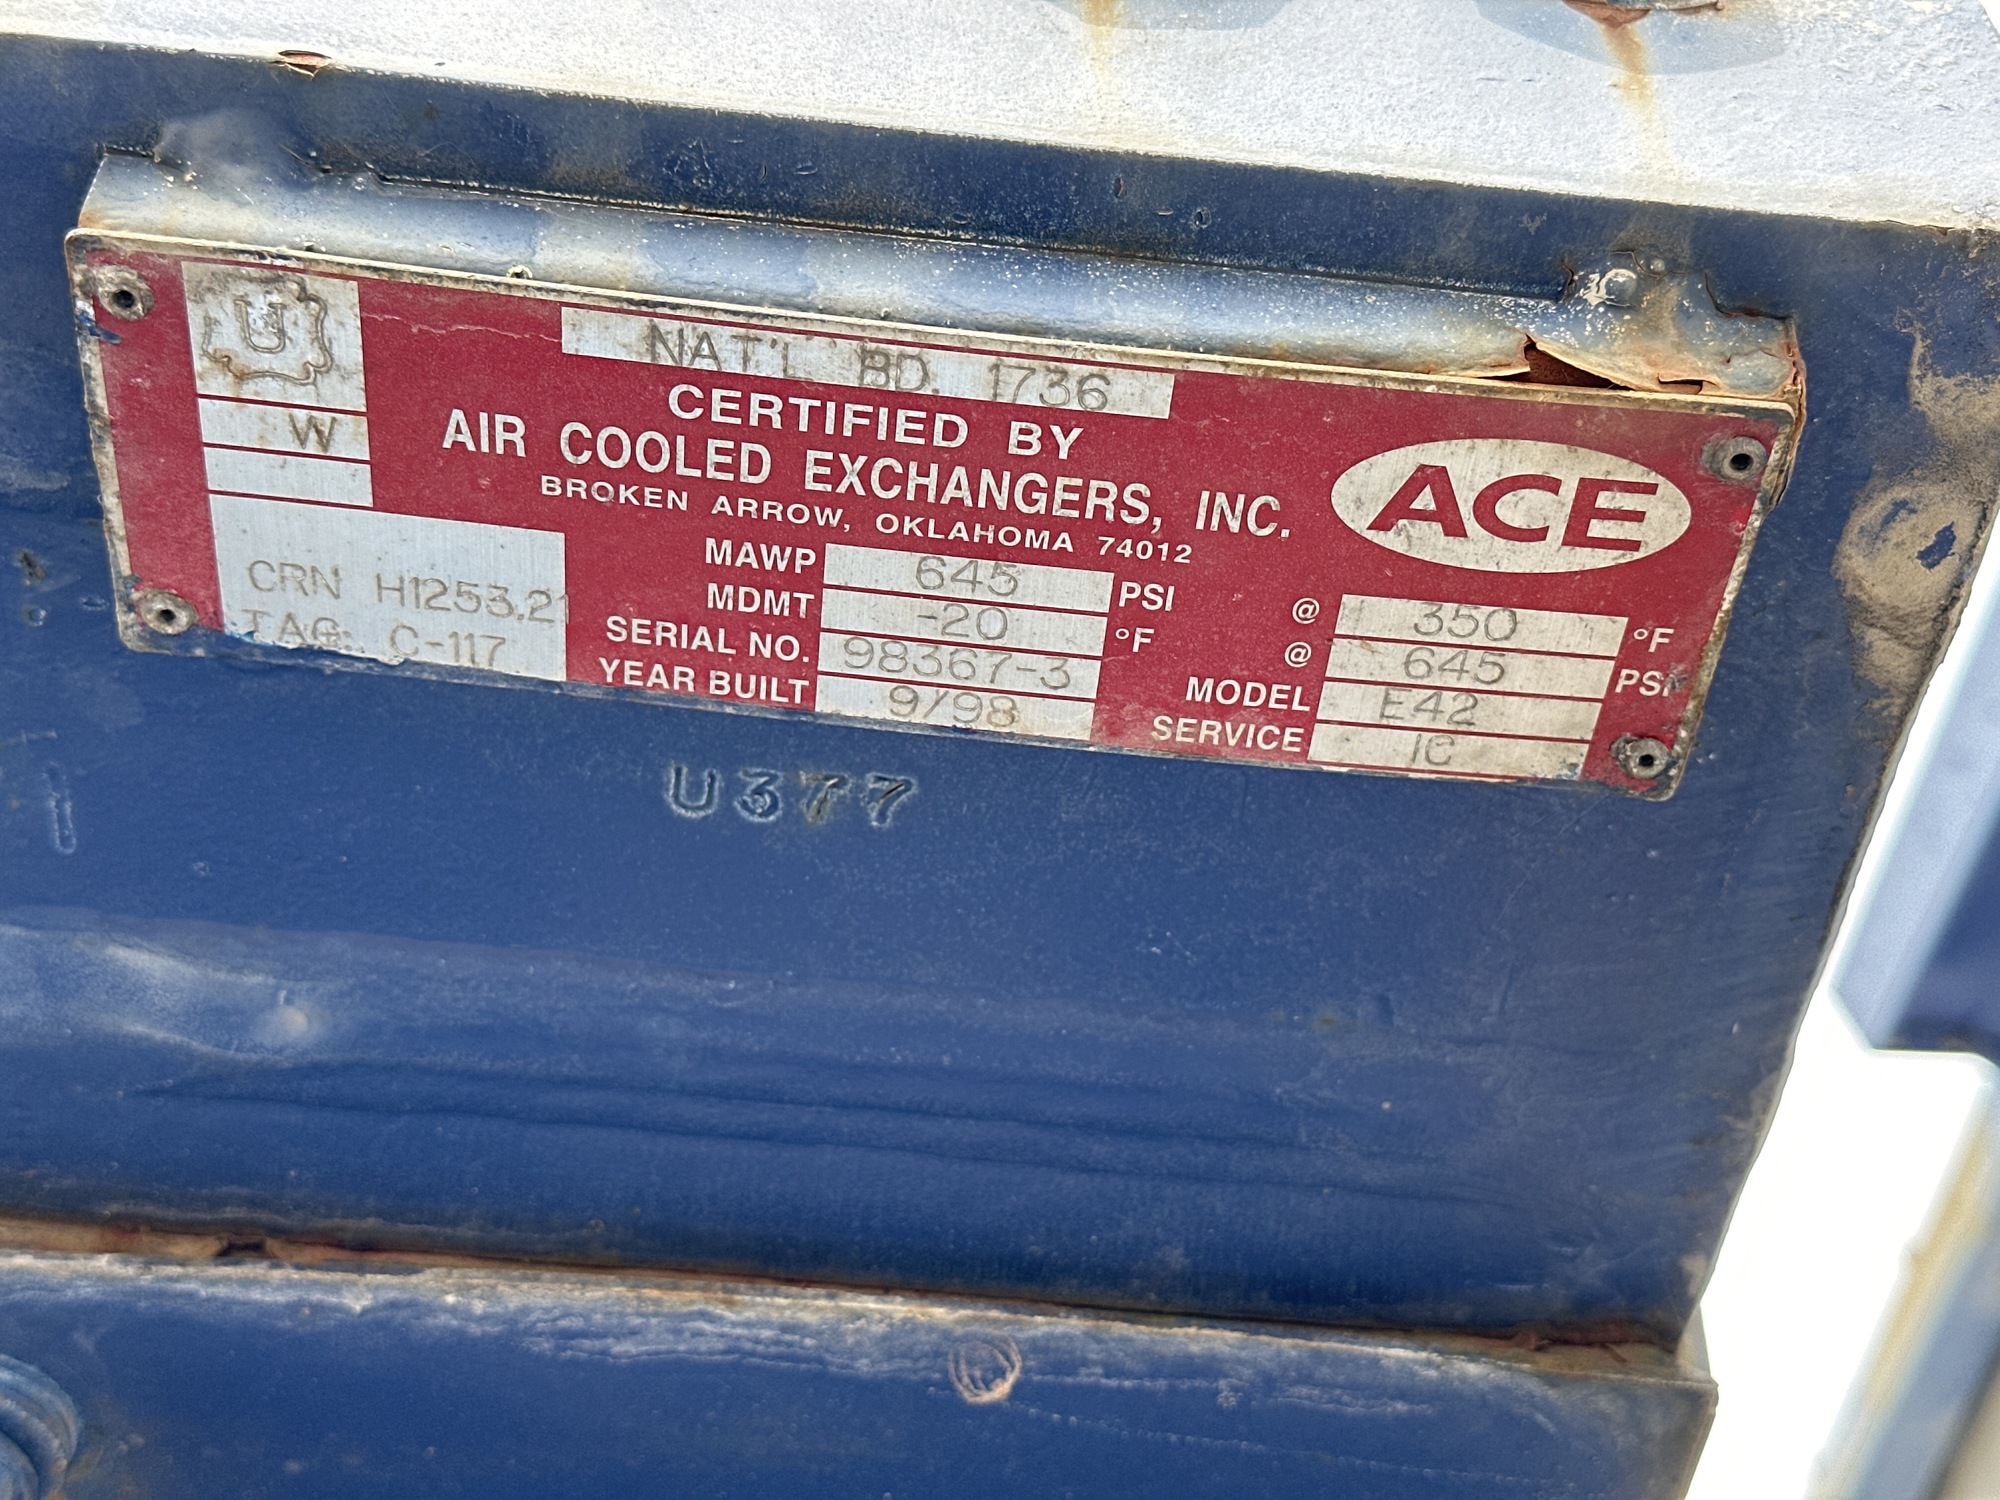 U
W
NAT'L BD. 1736
CERTIFIED BY
AIR COOLED EXCHANGERS, INC.
BROKEN ARROW, OKLAHOMA 74012
ACE
CRN H1253.21
TAG: C-117
MAWP 645 PSI @ 350 °F
MDMT -20 °F @ 645 PSI
SERIAL NO. 98367-3 MODEL E42
YEAR BUILT 9/98 SERVICE IC
U377